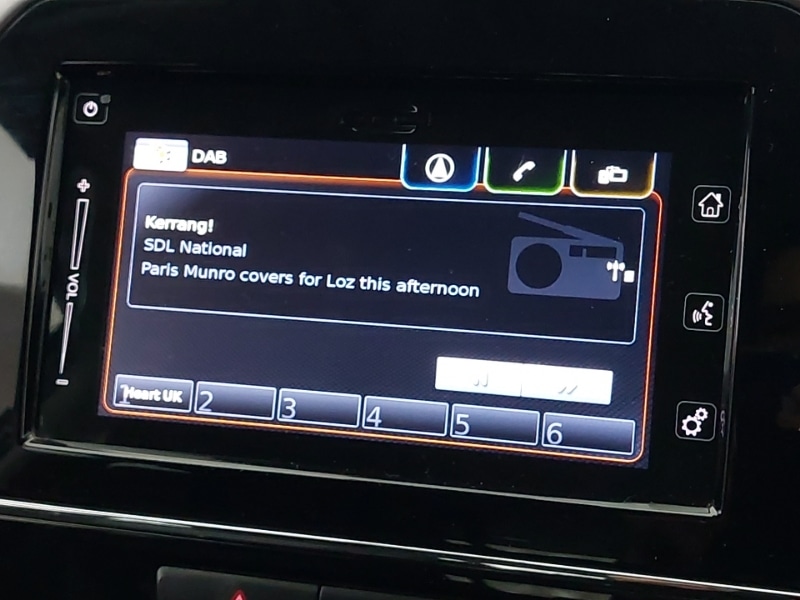 DAB
Kerrang!
SDL National
Paris Munro covers for Loz this afternoon
+
VOL
-
1 Heart UK
2
3
4
5
6